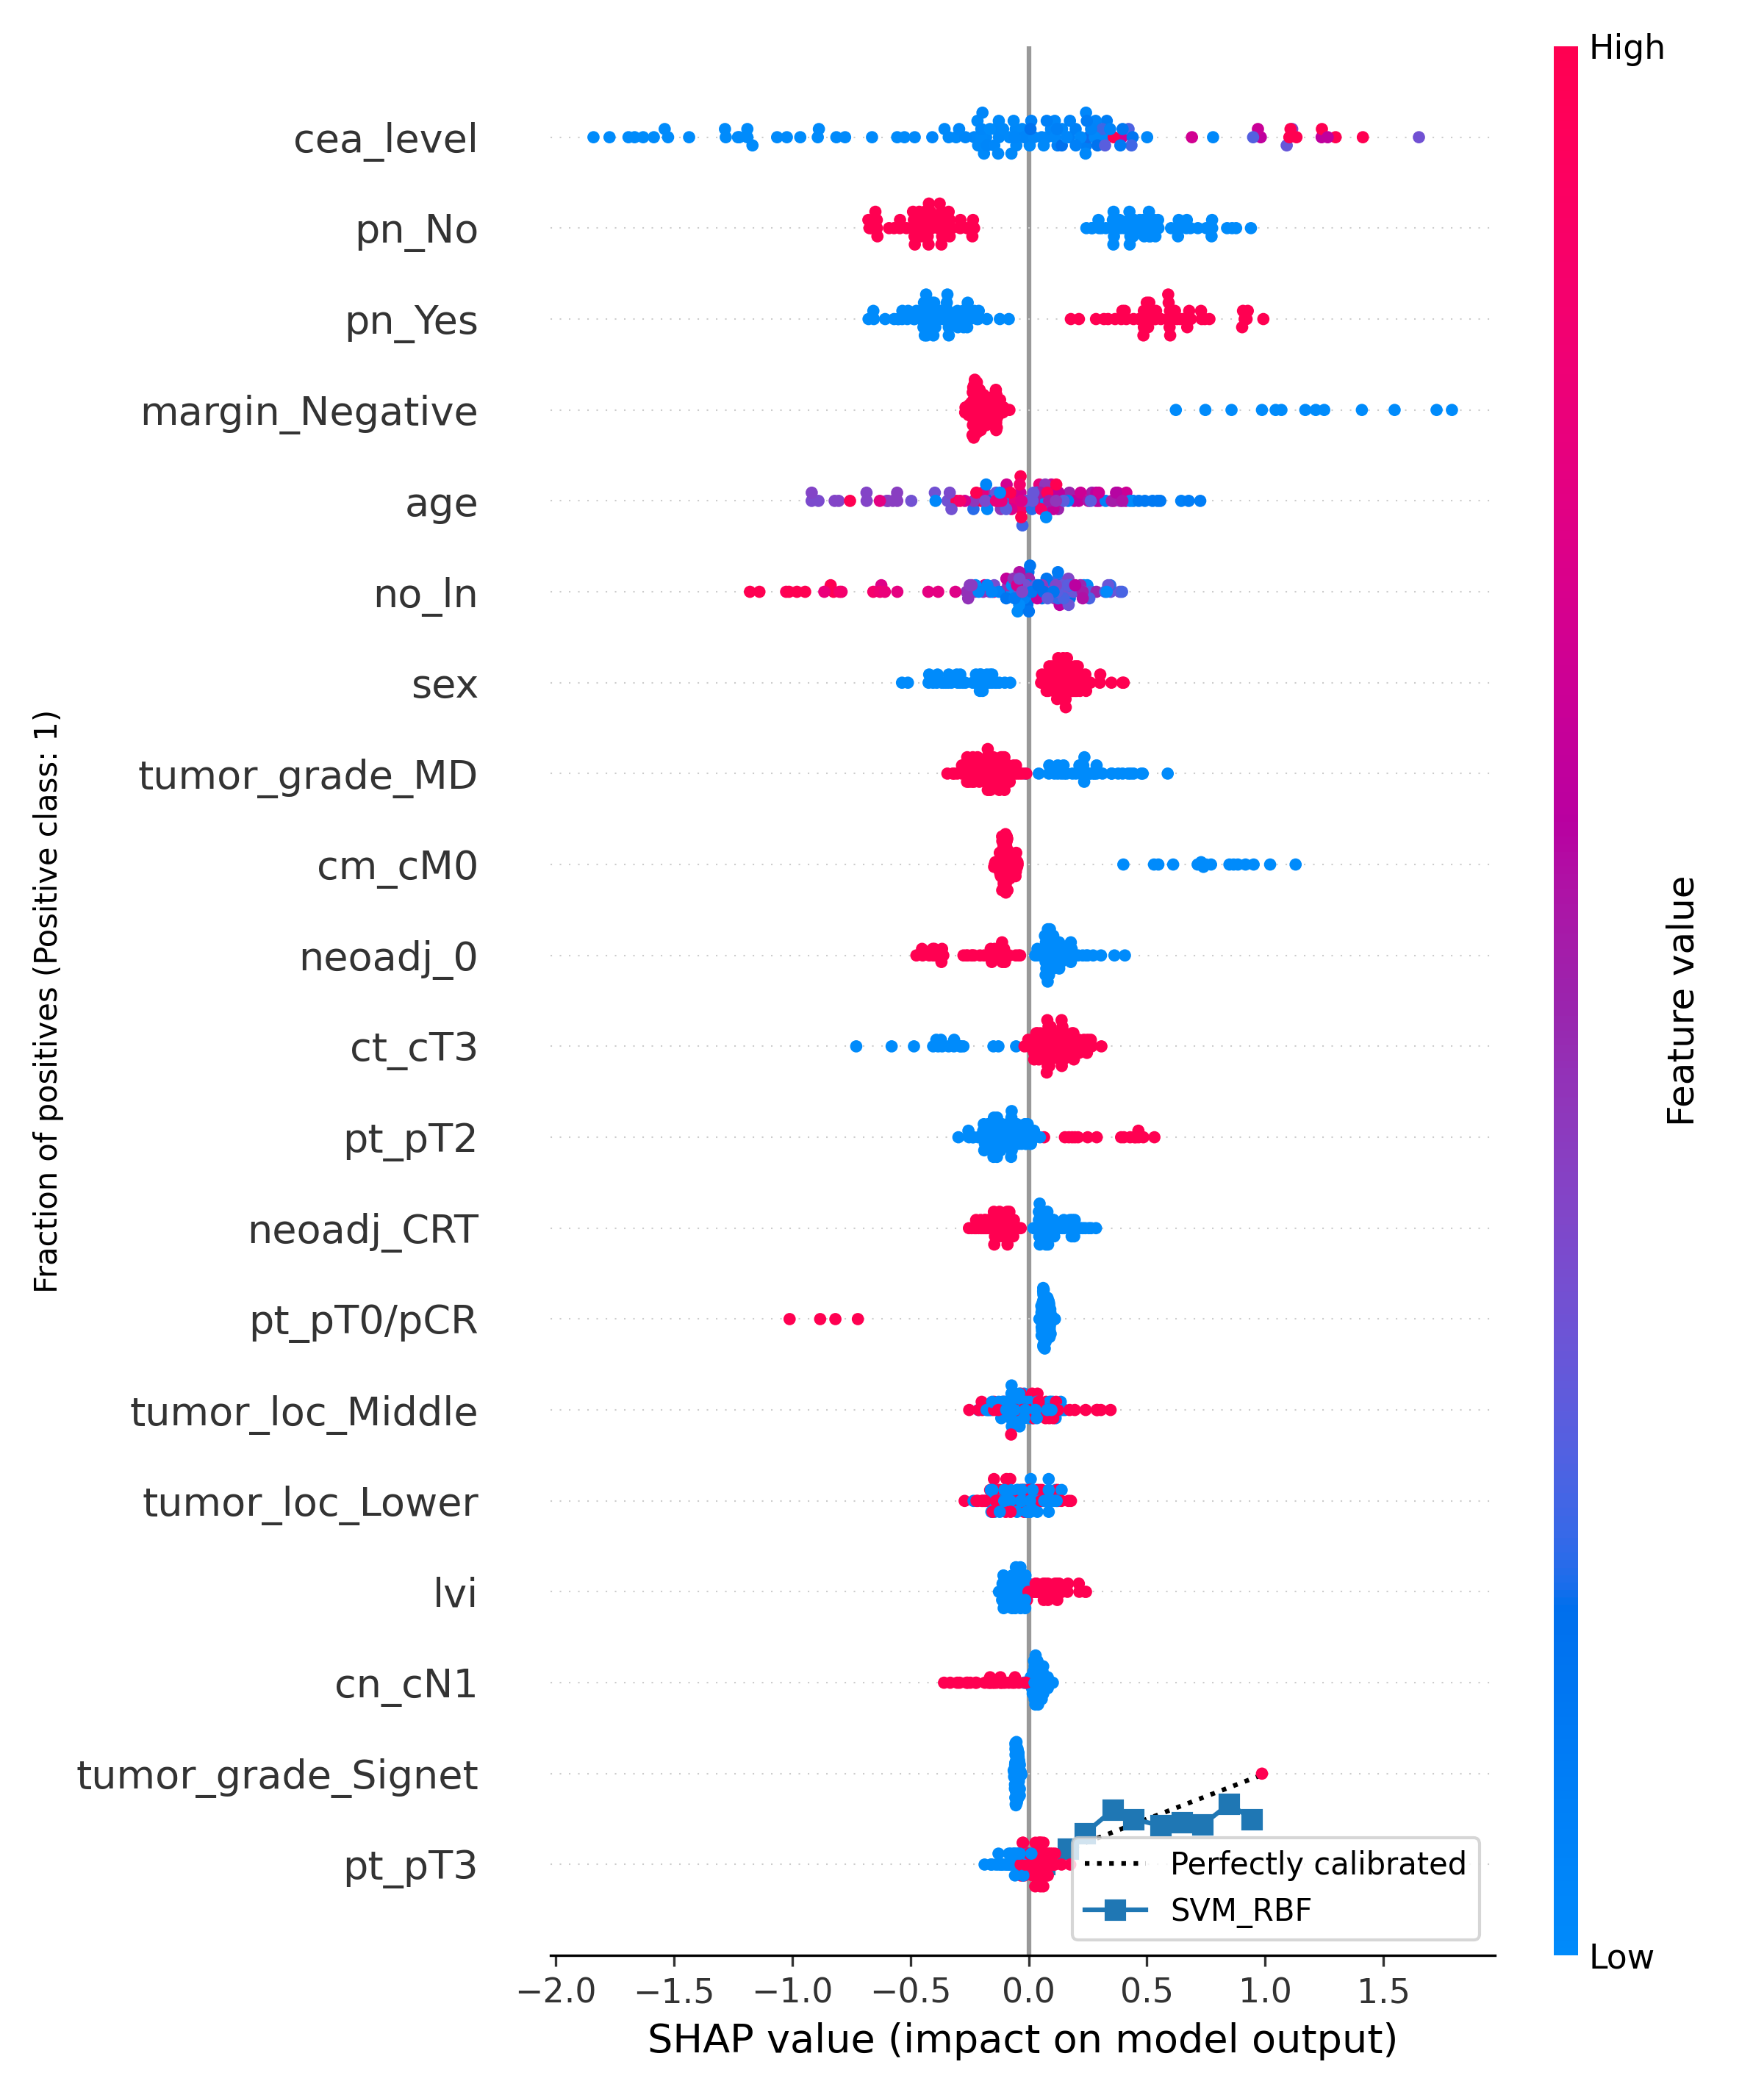 High
cea_level
pn_No
pn_Yes
margin_Negative
age
no_ln
sex
tumor_grade_MD
cm_cM0
neoadj_0
ct_cT3
pt_pT2
neoadj_CRT
pt_pT0/pCR
tumor_loc_Middle
tumor_loc_Lower
lvi
cn_cN1
tumor_grade_Signet
pt_pT3
Fraction of positives (Positive class: 1)
Feature value
Perfectly calibrated
SVM_RBF
Low
−2.0 −1.5 −1.0 −0.5 0.0 0.5 1.0 1.5
SHAP value (impact on model output)